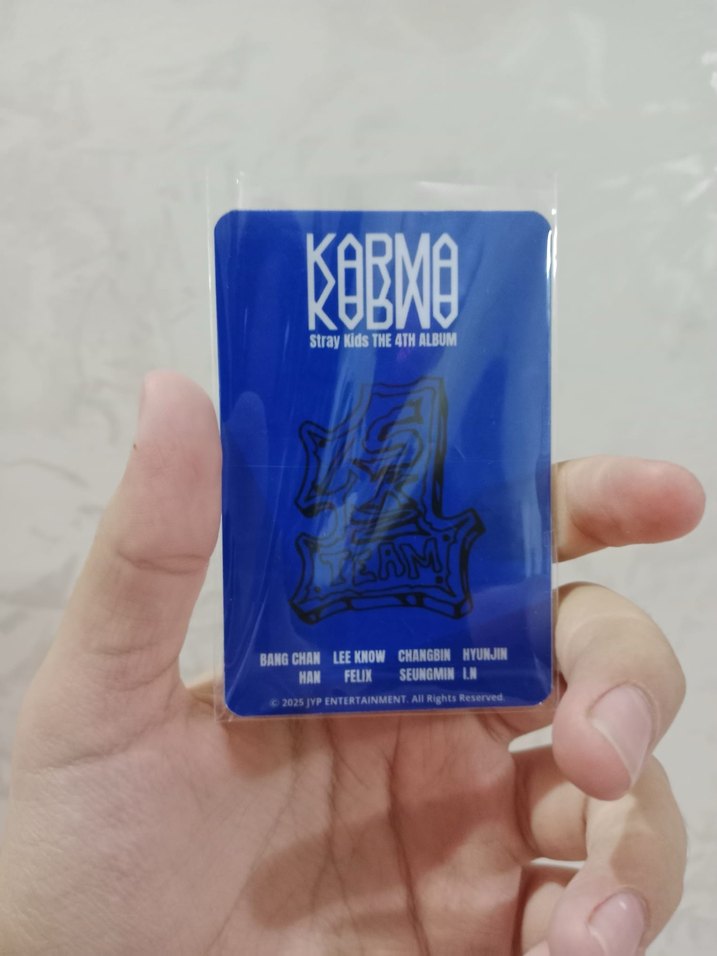 KARMA
Stray Kids THE 4TH ALBUM
TEAM
BANG CHAN LEE KNOW CHANGBIN HYUNJIN
HAN FELIX SEUNGMIN I.N
© 2025 JYP ENTERTAINMENT. All Rights Reserved.